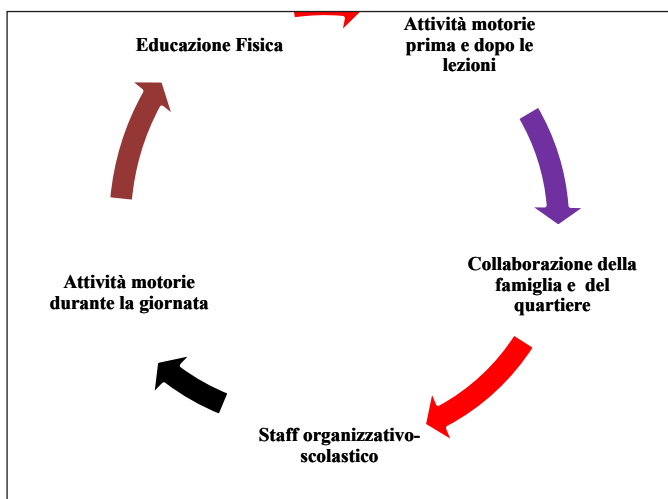 Educazione Fisica
Attività motorie
prima e dopo le
lezioni
Collaborazione della
famiglia e del
quartiere
Staff organizzativo-
scolastico
Attività motorie
durante la giornata